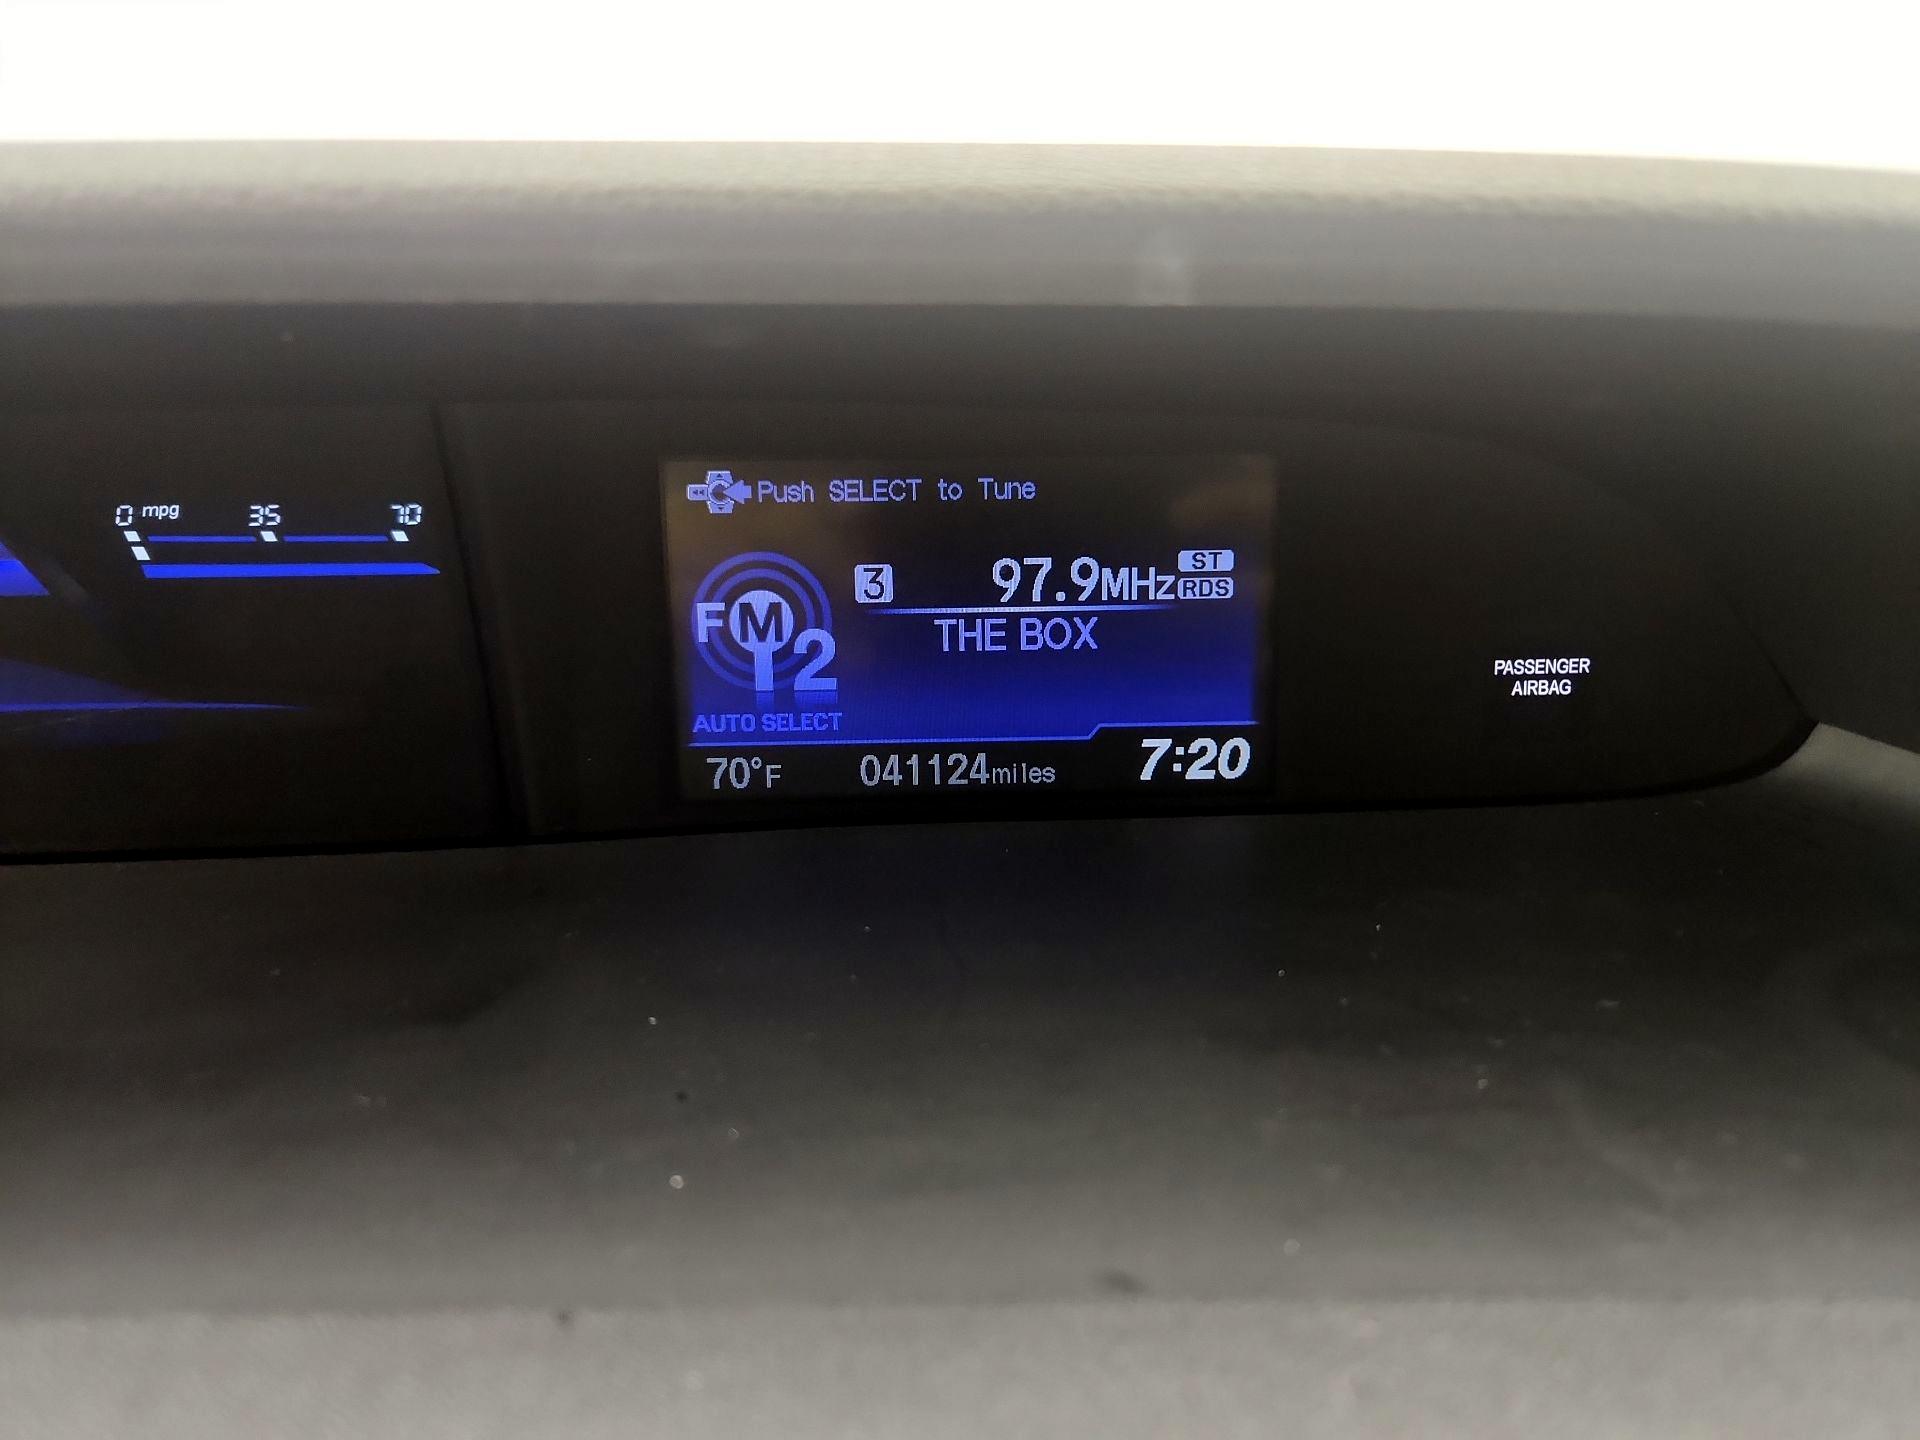 0 mpg 35 70
Push SELECT to Tune
3 97.9MHz ST
RDS
FM 12
THE BOX
AUTO SELECT
70°F 041124miles 7:20
PASSENGER
AIRBAG